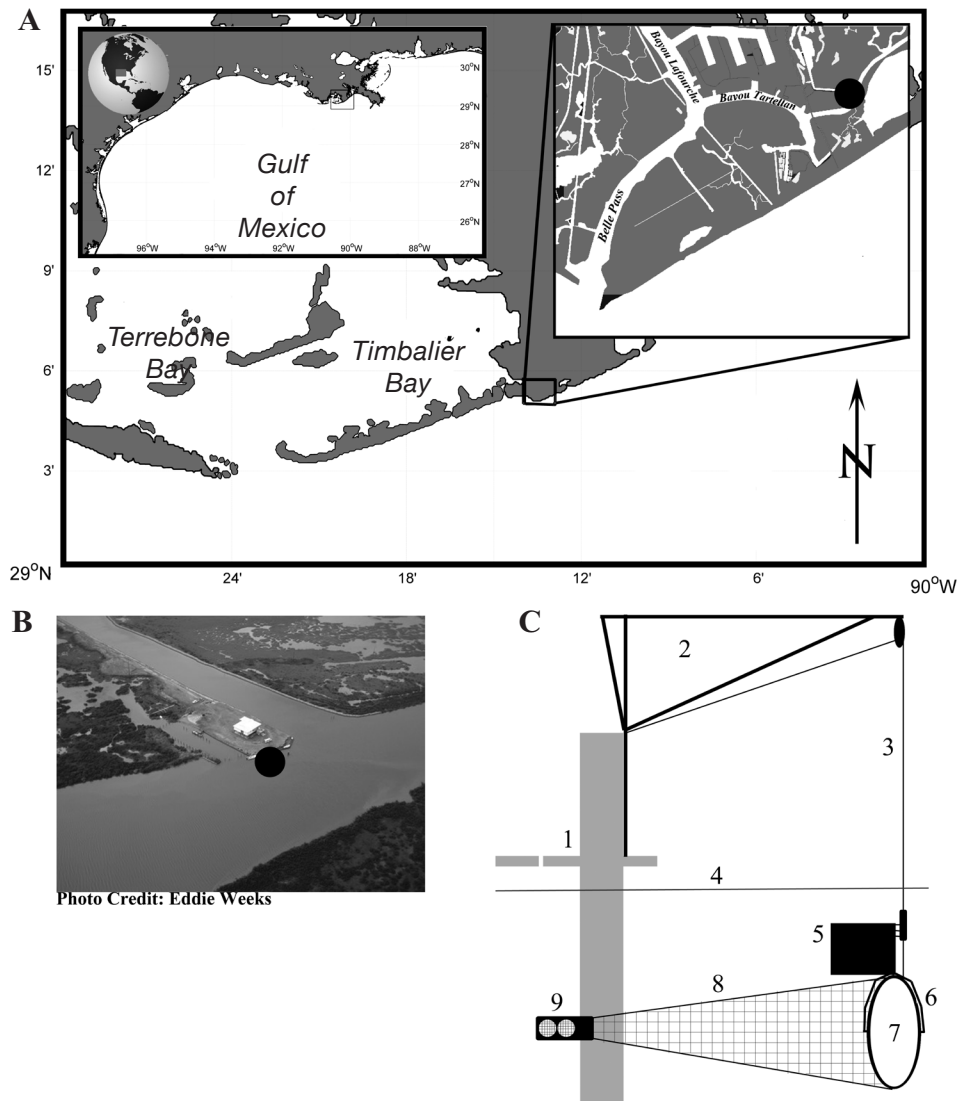 A
15'
12'
9'
6'
3'
29°N
24'
18'
12'
6'
90°W
30°N
29°N
28°N
27°N
26°N
96°W
94°W
92°W
90°W
88°W
Gulf
of
Mexico
Bayou Lafourche
Bayou Tartellan
Belle Pass
Terrebone
Bay
Timbalier
Bay
N
B
Photo Credit: Eddie Weeks
C
1
2
3
4
5
6
7
8
9